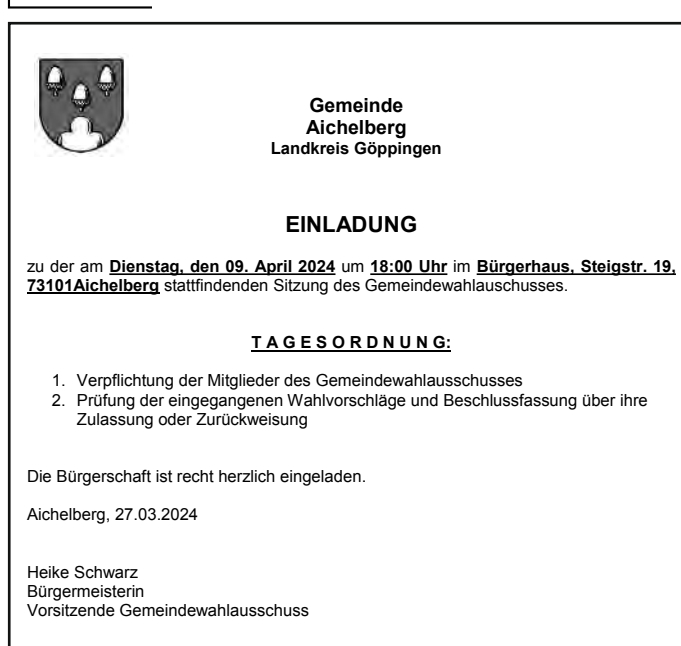 Gemeinde
Aichelberg
Landkreis Göppingen
EINLADUNG
zu der am Dienstag, den 09. April 2024 um 18:00 Uhr im Bürgerhaus, Steigstr. 19,
73101Aichelberg stattfindenden Sitzung des Gemeindewahlauschusses.
T A G E S O R D N U N G:
1. Verpflichtung der Mitglieder des Gemeindewahlausschusses
2. Prüfung der eingegangenen Wahlvorschläge und Beschlussfassung über ihre
Zulassung oder Zurückweisung
Die Bürgerschaft ist recht herzlich eingeladen.
Aichelberg, 27.03.2024
Heike Schwarz
Bürgermeisterin
Vorsitzende Gemeindewahlausschuss